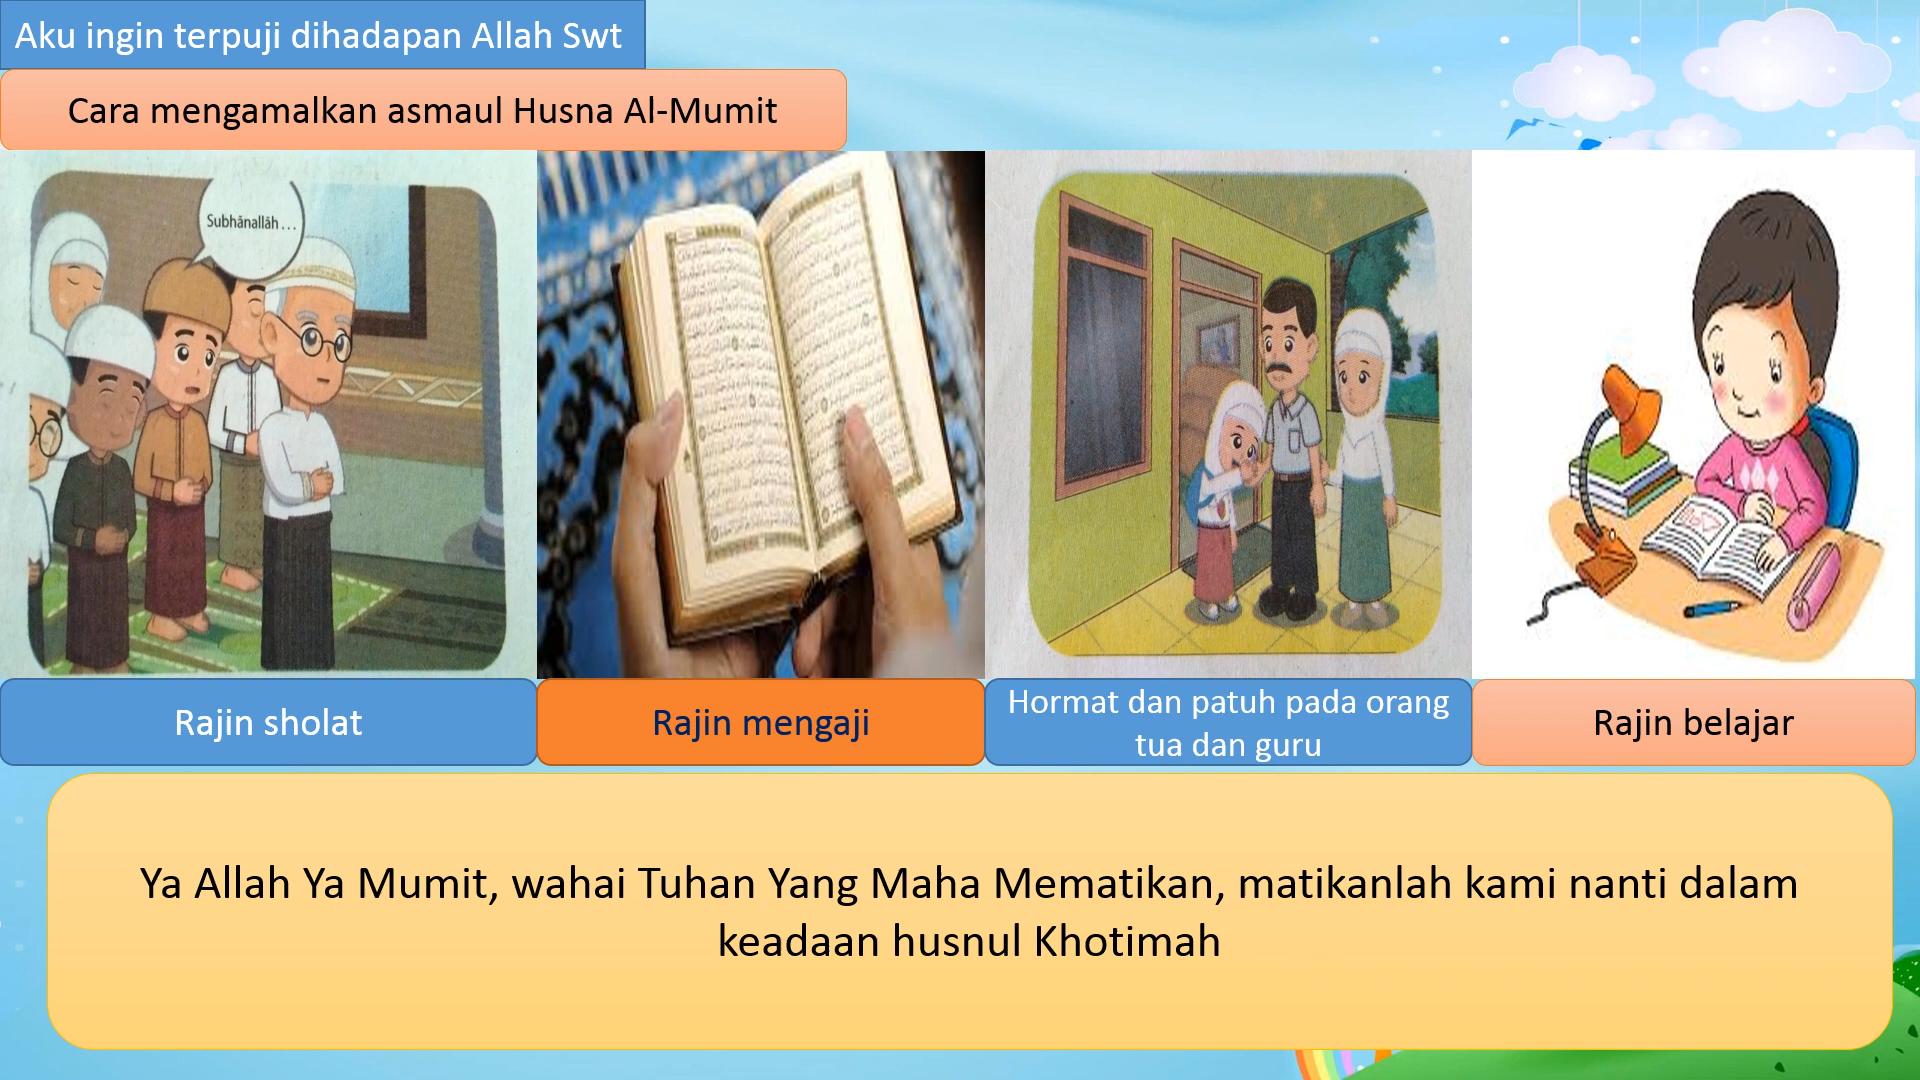 Aku ingin terpuji dihadapan Allah Swt
Cara mengamalkan asmaul Husna Al-Mumit
Subhānallāh . . .
Rajin sholat
Rajin mengaji
Hormat dan patuh pada orang
tua dan guru
Rajin belajar
Ya Allah Ya Mumit, wahai Tuhan Yang Maha Mematikan, matikanlah kami nanti dalam
keadaan husnul Khotimah